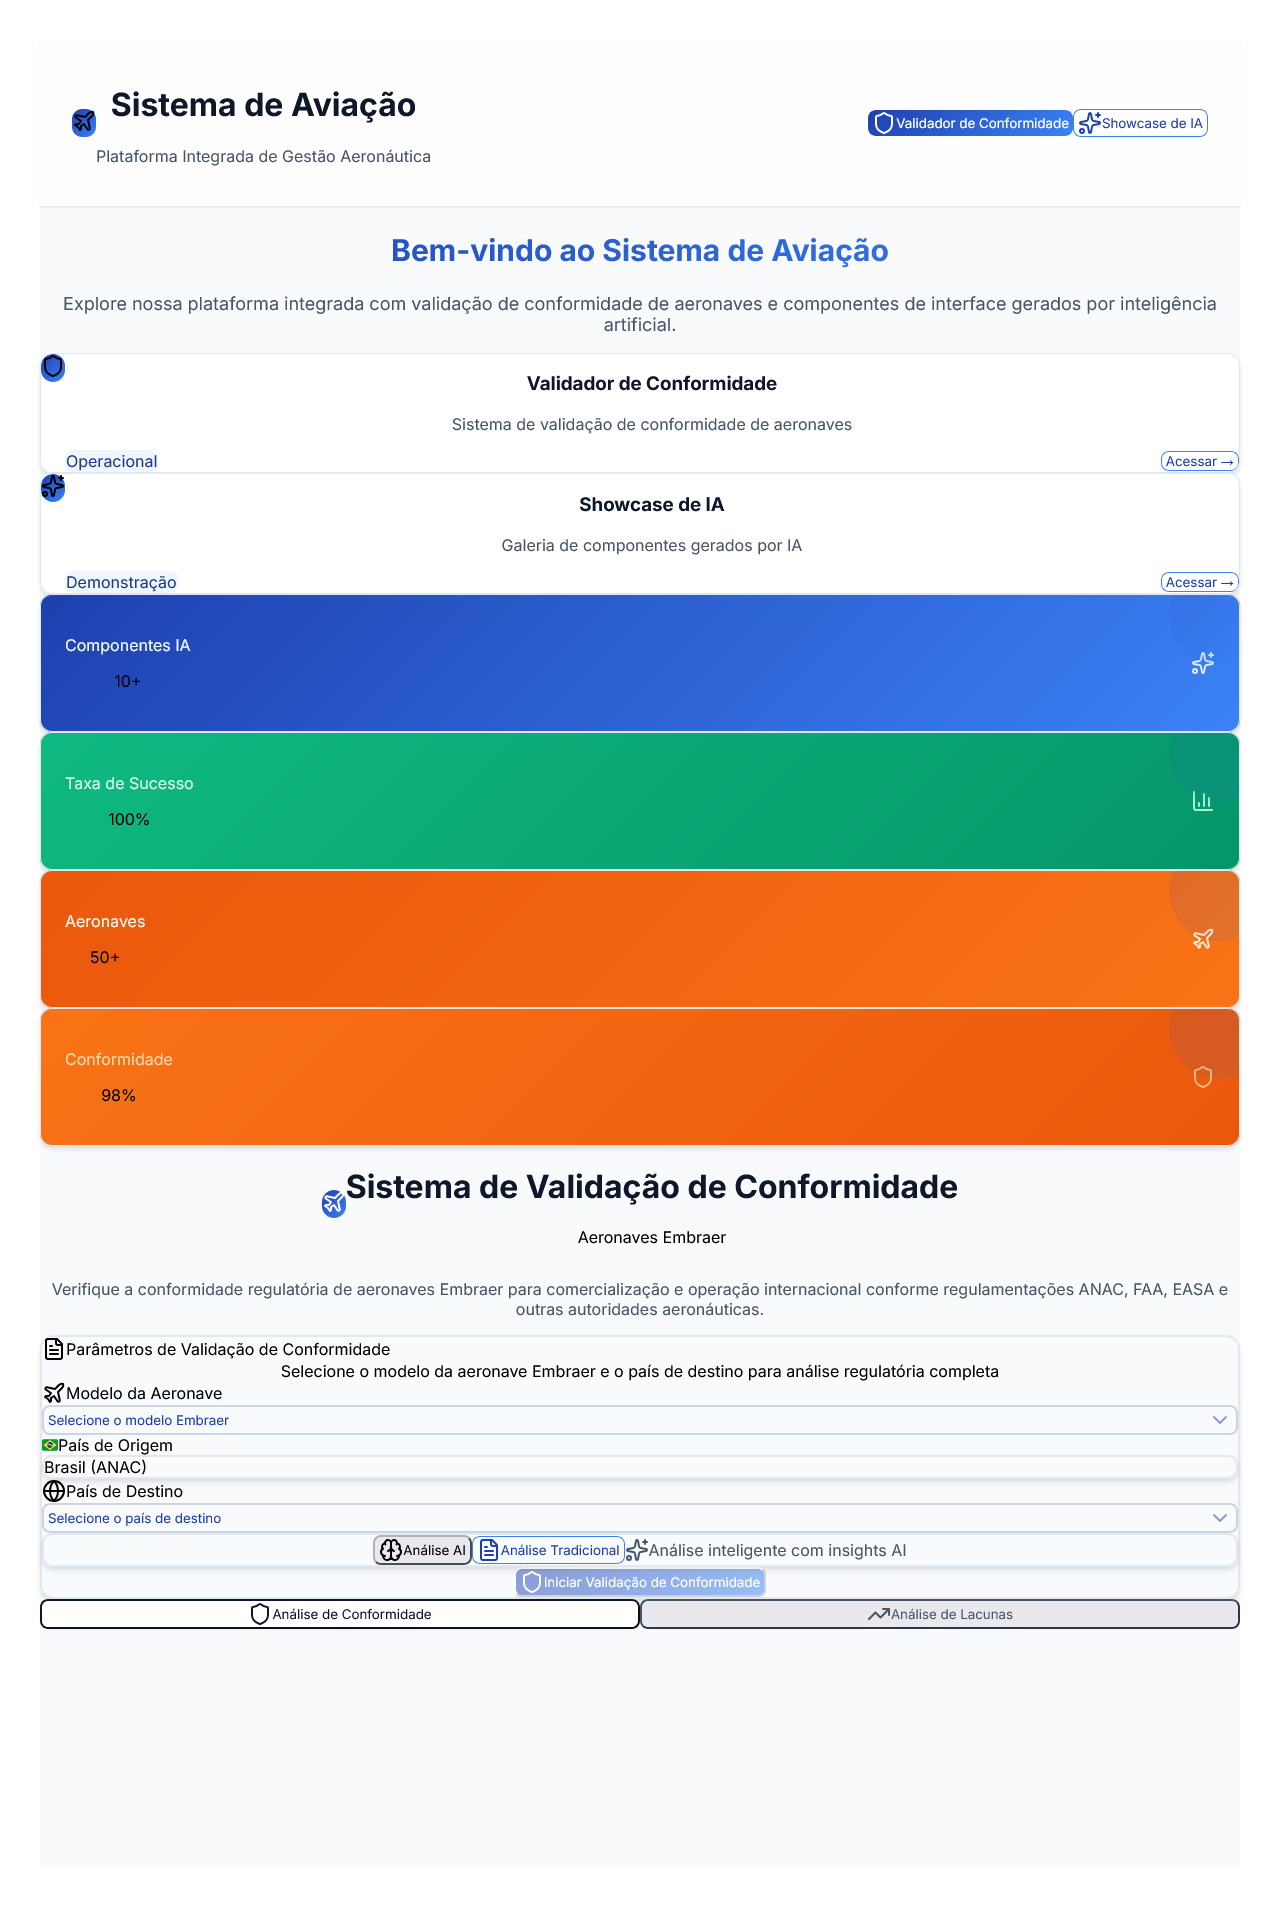 Sistema de Aviação
Plataforma Integrada de Gestão Aeronáutica
Validador de Conformidade
Showcase de IA
Bem-vindo ao Sistema de Aviação
Explore nossa plataforma integrada com validação de conformidade de aeronaves e componentes de interface gerados por inteligência
artificial.
Validador de Conformidade
Sistema de validação de conformidade de aeronaves
Operacional
Acessar →
Showcase de IA
Galeria de componentes gerados por IA
Demonstração
Acessar →
Componentes IA
10+
Taxa de Sucesso
100%
Aeronaves
50+
Conformidade
98%
Sistema de Validação de Conformidade
Aeronaves Embraer
Verifique a conformidade regulatória de aeronaves Embraer para comercialização e operação internacional conforme regulamentações ANAC, FAA, EASA e
outras autoridades aeronáuticas.
Parâmetros de Validação de Conformidade
Selecione o modelo da aeronave Embraer e o país de destino para análise regulatória completa
Modelo da Aeronave
Selecione o modelo Embraer
País de Origem
Brasil (ANAC)
País de Destino
Selecione o país de destino
Análise AI
Análise Tradicional
Análise inteligente com insights AI
Iniciar Validação de Conformidade
Análise de Conformidade
Análise de Lacunas